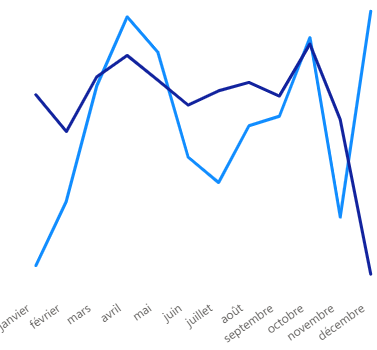 janvier
février
mars
avril
mai
juin
juillet
août
septembre
octobre
novembre
décembre